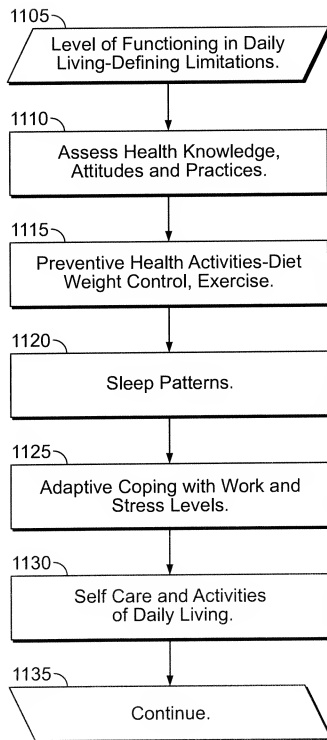 1105
Level of Functioning in Daily
Living-Defining Limitations.
1110
Assess Health Knowledge,
Attitudes and Practices.
1115
Preventive Health Activities-Diet
Weight Control, Exercise.
1120
Sleep Patterns.
1125
Adaptive Coping with Work and
Stress Levels.
1130
Self Care and Activities
of Daily Living.
1135
Continue.